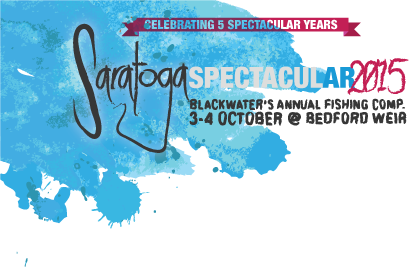 CELEBRATING 5 SPECTACULAR YEARS
Saratoga SPECTACULAR 2015
BLACKWATER'S ANNUAL FISHING COMP.
3-4 OCTOBER @ BEDFORD WEIR